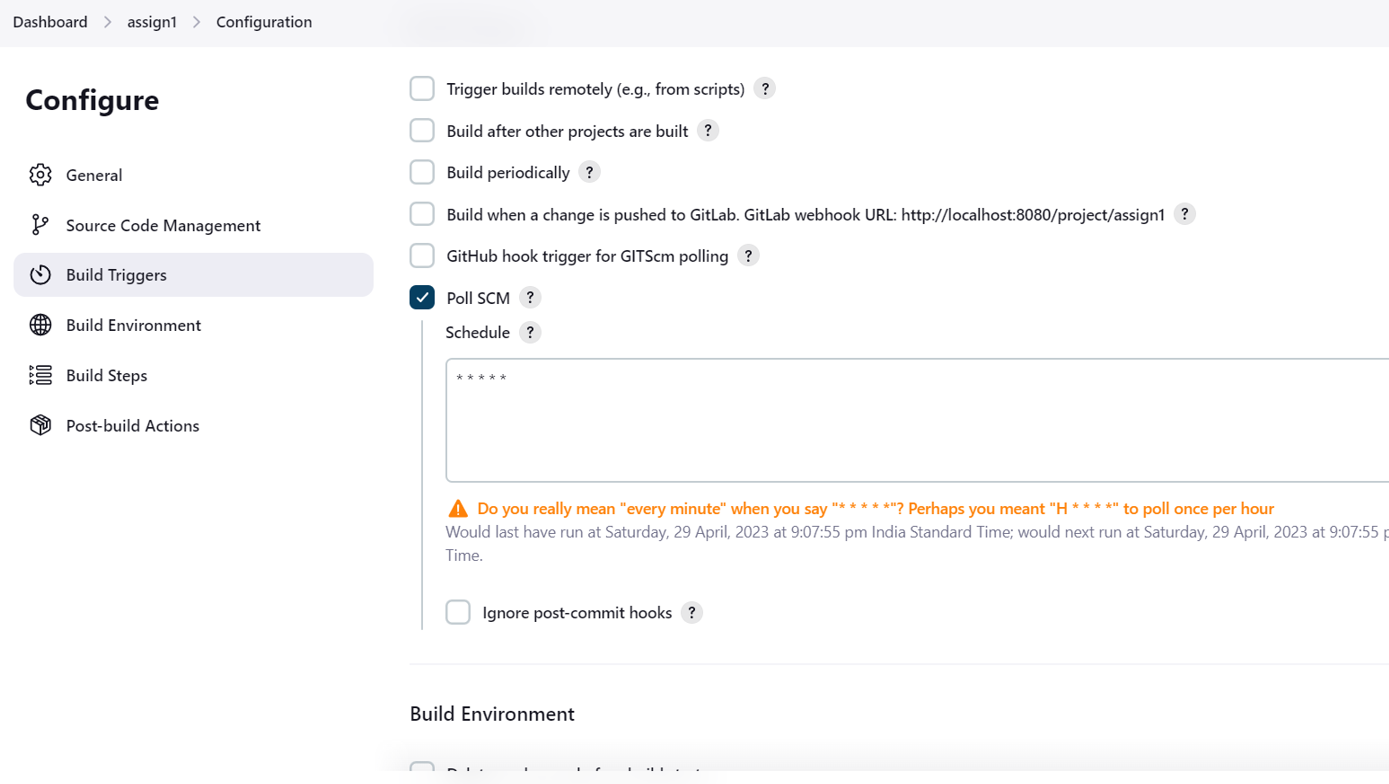 Dashboard > assign1 > Configuration
Configure
General
Source Code Management
Build Triggers
Build Environment
Build Steps
Post-build Actions
Trigger builds remotely (e.g., from scripts) ?
Build after other projects are built ?
Build periodically ?
Build when a change is pushed to GitLab. GitLab webhook URL: http://localhost:8080/project/assign1 ?
GitHub hook trigger for GITScm polling ?
Poll SCM ?
Schedule ?
* * * * *
Do you really mean "every minute" when you say "* * * * *"? Perhaps you meant "H * * * *" to poll once per hour
Would last have run at Saturday, 29 April, 2023 at 9:07:55 pm India Standard Time; would next run at Saturday, 29 April, 2023 at 9:07:55 p
Time.
Ignore post-commit hooks ?
Build Environment